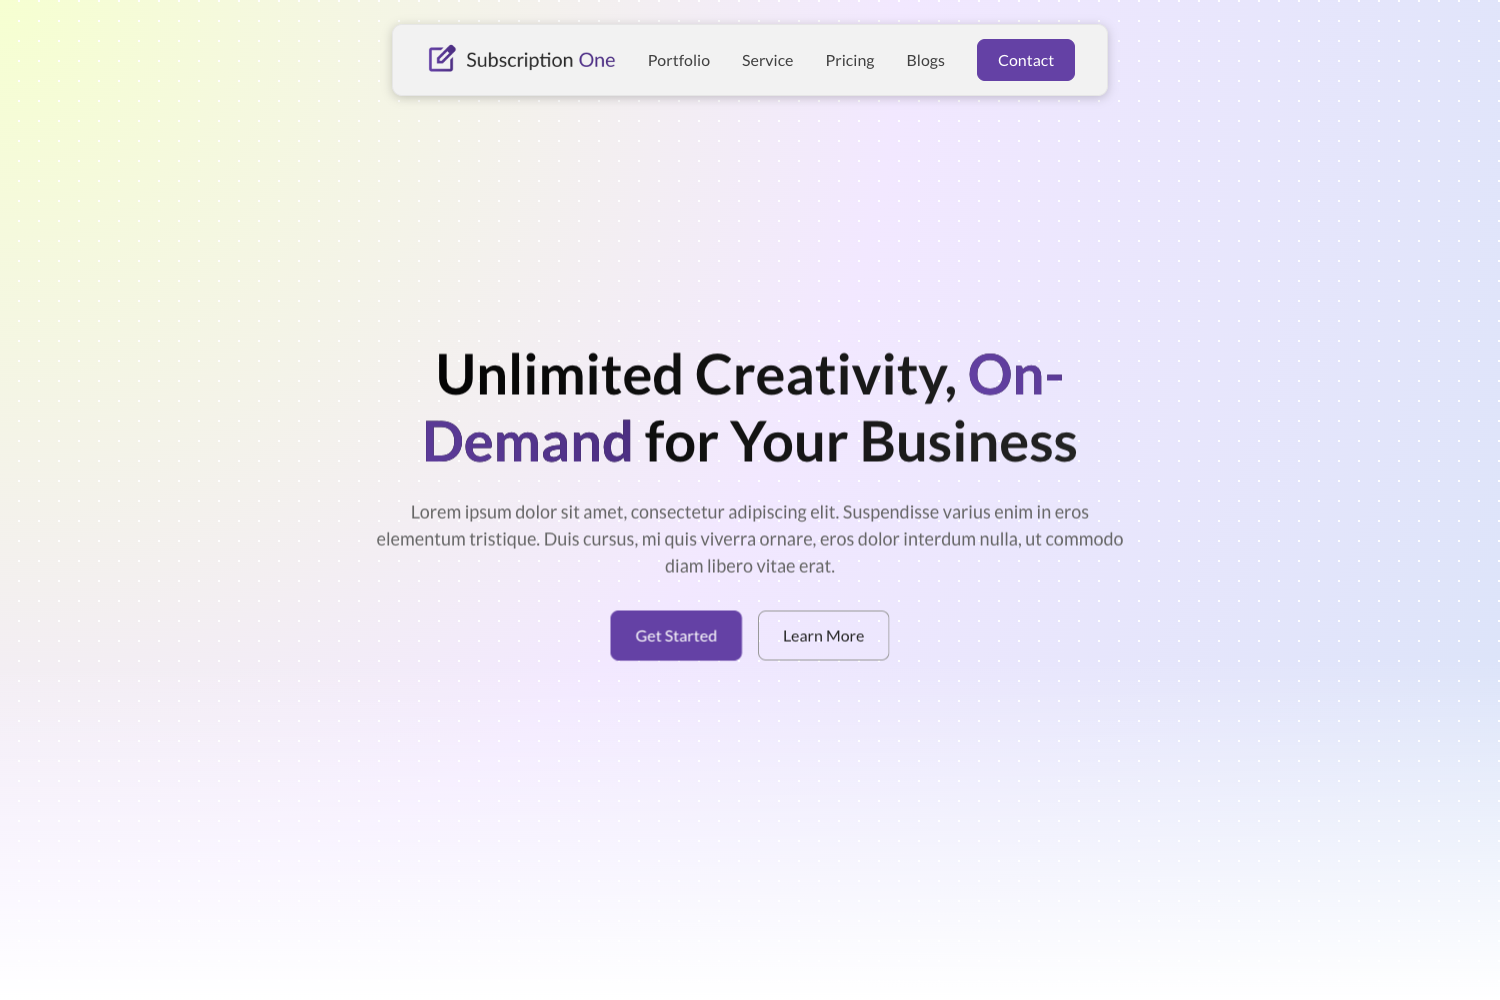 Subscription One
Portfolio
Service
Pricing
Blogs
Contact
Unlimited Creativity, On-
Demand for Your Business
Lorem ipsum dolor sit amet, consectetur adipiscing elit. Suspendisse varius enim in eros
elementum tristique. Duis cursus, mi quis viverra ornare, eros dolor interdum nulla, ut commodo
diam libero vitae erat.
Get Started
Learn More